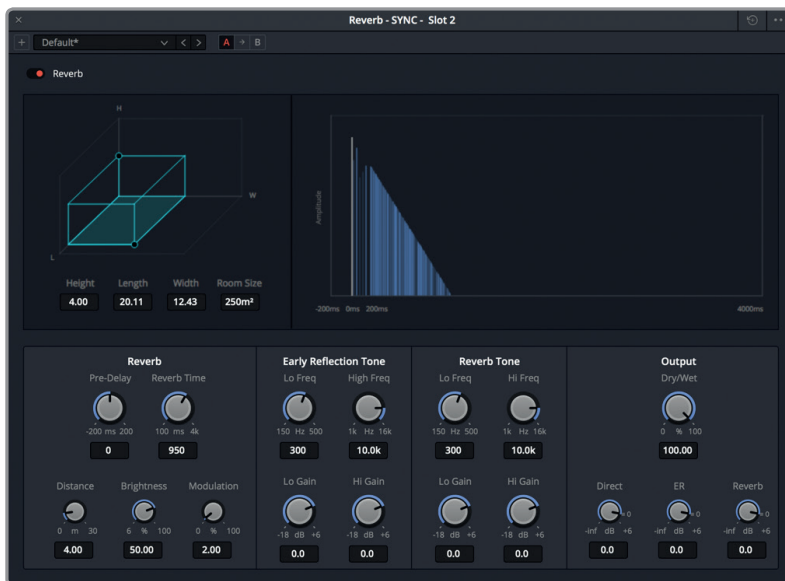 Reverb - SYNC - Slot 2
Default*
A
B
Reverb
H
W
L
Height Length Width Room Size
4.00 20.11 12.43 250m²
Amplitude
-200ms 0ms 200ms 4000ms
Reverb
Pre-Delay Reverb Time
-200 ms 200 100 ms 4k
0 950
Distance Brightness Modulation
0 m 30 6 % 100 0 % 100
4.00 50.00 2.00
Early Reflection Tone
Lo Freq High Freq
150 Hz 500 1k Hz 16k
300 10.0k
Lo Gain Hi Gain
-18 dB +6 -18 dB +6
0.0 0.0
Reverb Tone
Lo Freq Hi Freq
150 Hz 500 1k Hz 16k
300 10.0k
Lo Gain Hi Gain
-18 dB +6 -18 dB +6
0.0 0.0
Output
Dry/Wet
0 % 100
100.00
Direct ER Reverb
0 0 0
-inf dB +6 -inf dB +6 -inf dB +6
0.0 0.0 0.0